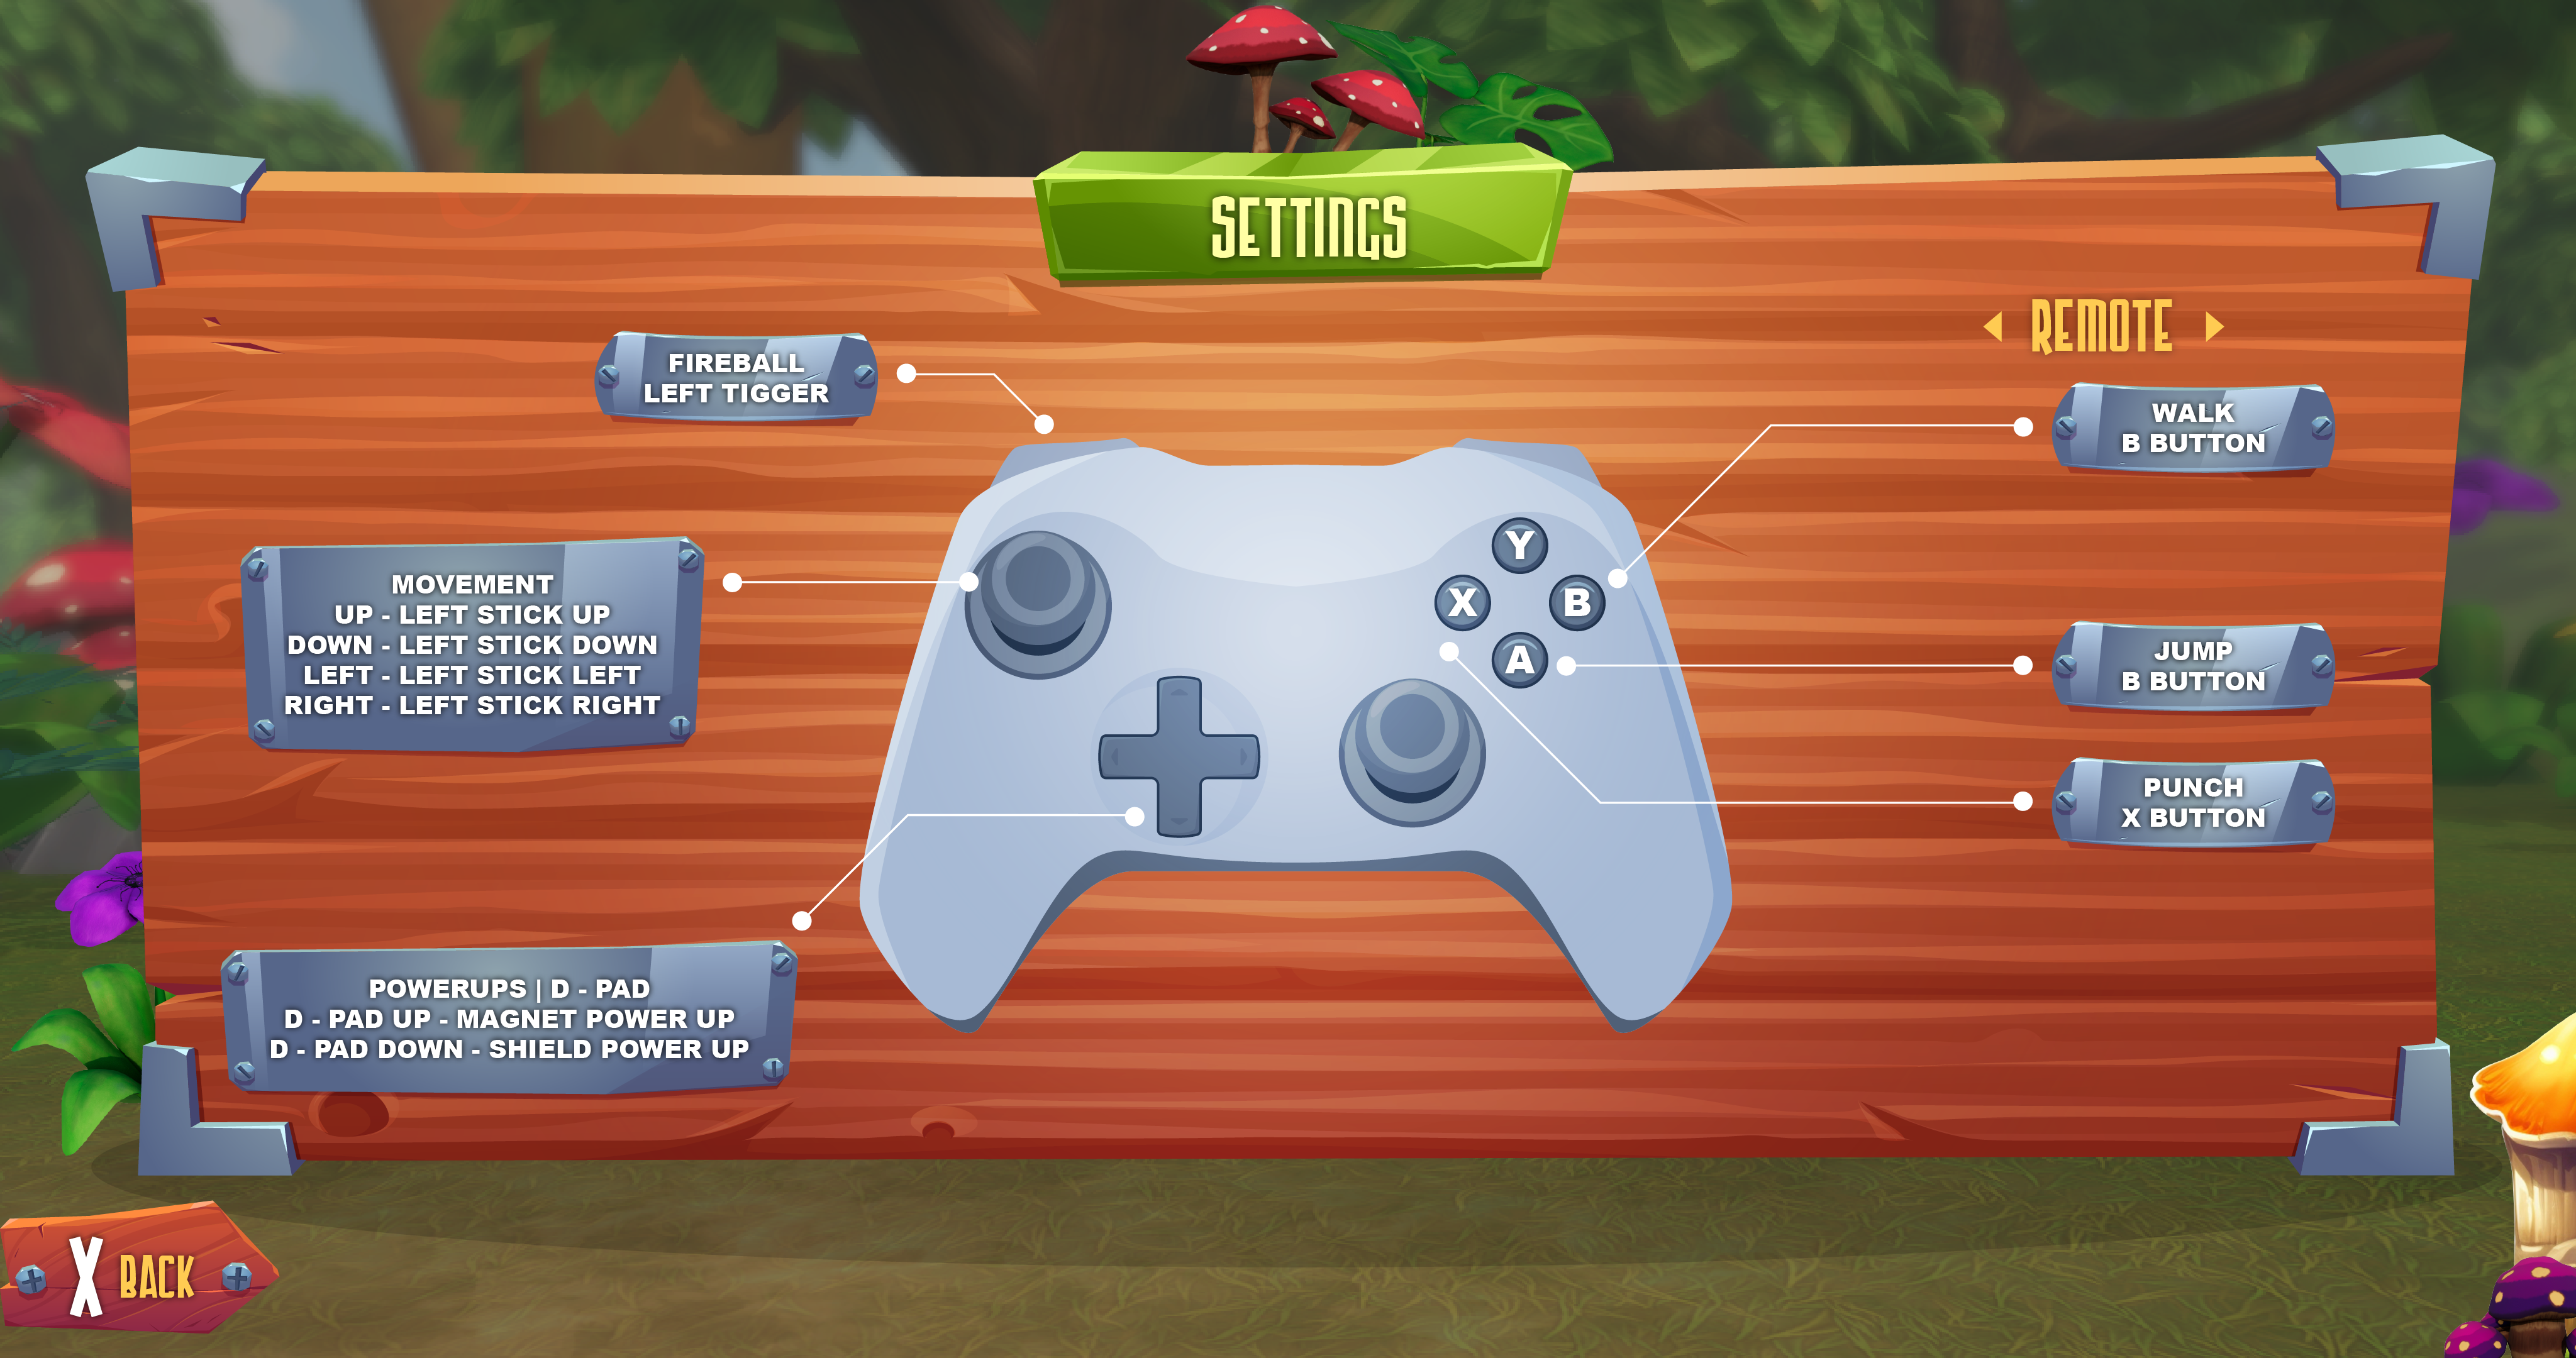 SETTINGS
REMOTE
FIREBALL
LEFT TIGGER
WALK
B BUTTON
MOVEMENT
UP - LEFT STICK UP
DOWN - LEFT STICK DOWN
LEFT - LEFT STICK LEFT
RIGHT - LEFT STICK RIGHT
Y
X
B
A
JUMP
B BUTTON
PUNCH
X BUTTON
POWERUPS | D - PAD
D - PAD UP - MAGNET POWER UP
D - PAD DOWN - SHIELD POWER UP
X BACK